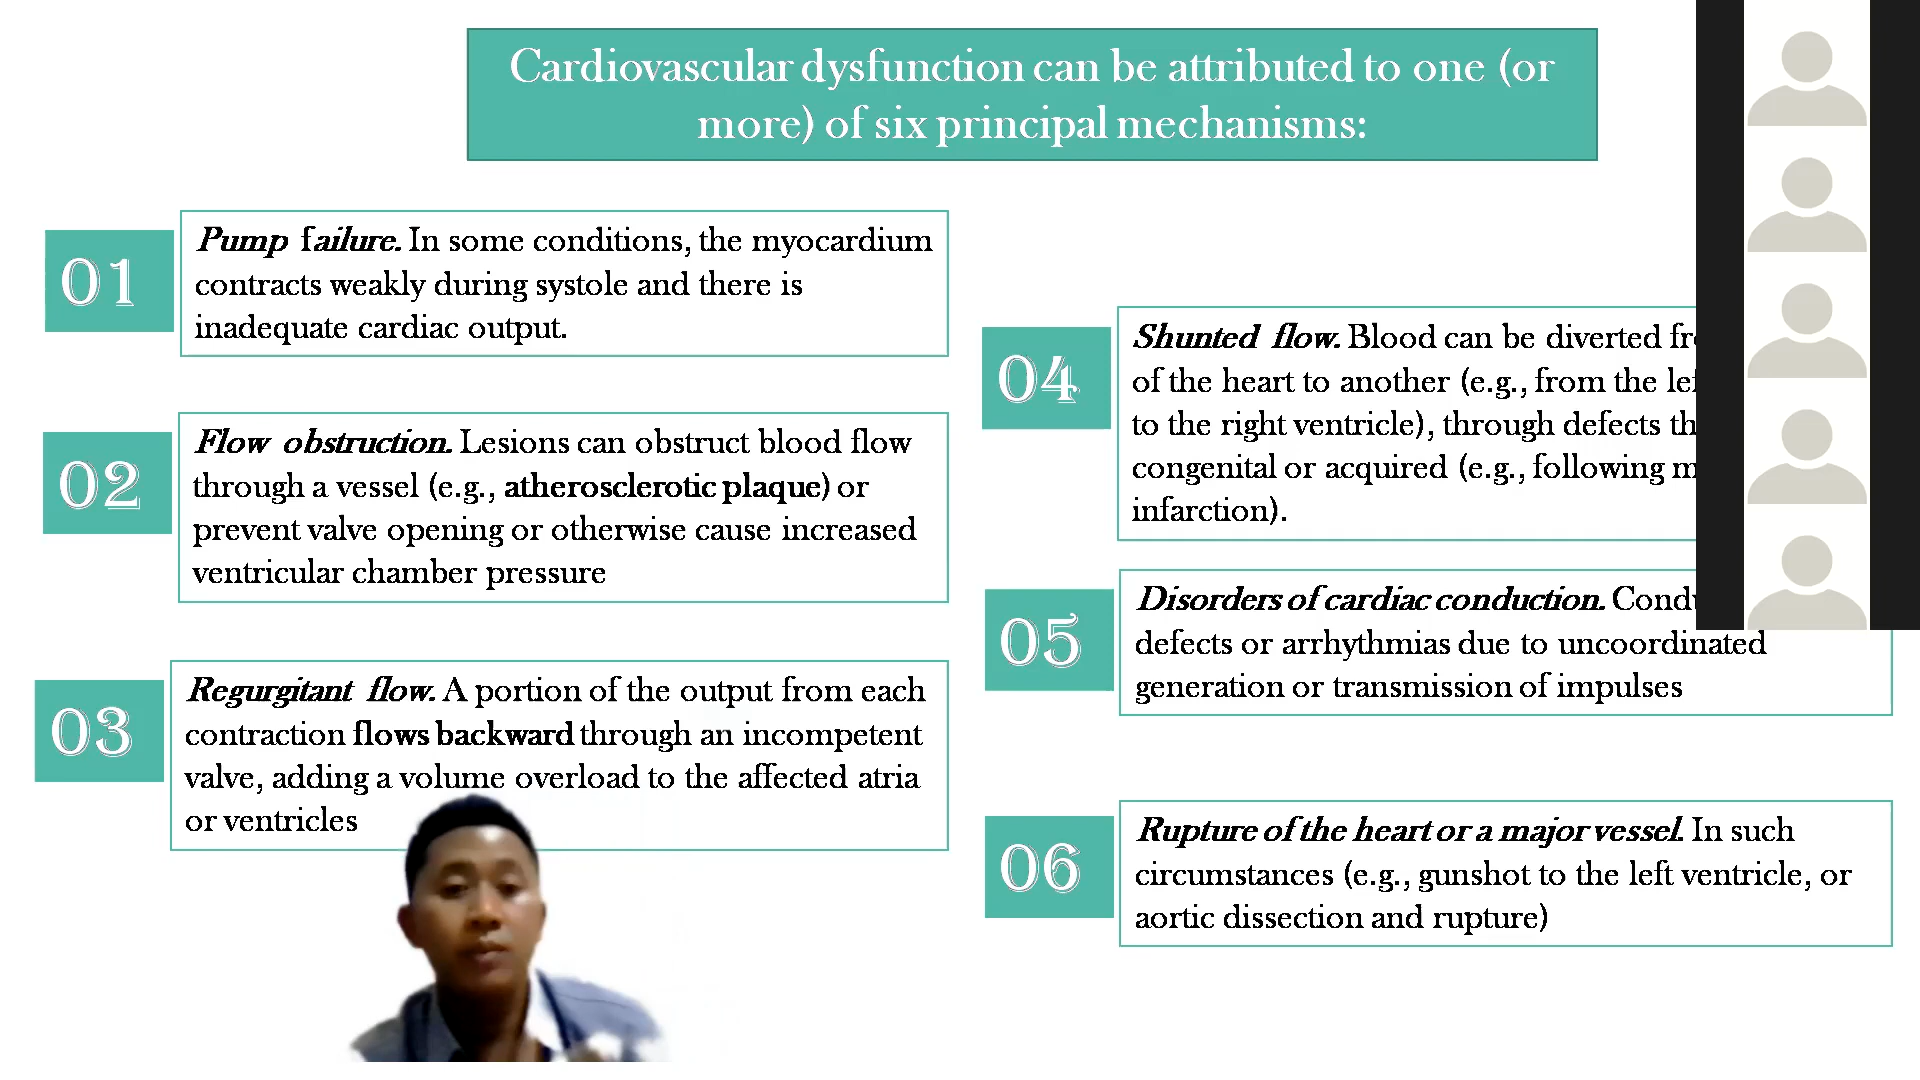 Cardiovascular dysfunction can be attributed to one (or
more) of six principal mechanisms:
01
Pump failure. In some conditions, the myocardium
contracts weakly during systole and there is
inadequate cardiac output.
02
Flow obstruction. Lesions can obstruct blood flow
through a vessel (e.g., atherosclerotic plaque) or
prevent valve opening or otherwise cause increased
ventricular chamber pressure
03
Regurgitant flow. A portion of the output from each
contraction flows backward through an incompetent
valve, adding a volume overload to the affected atria
or ventricles
04
Shunted flow. Blood can be diverted
of the heart to another (e.g., from the
to the right ventricle), through defects
congenital or acquired (e.g., following
infarction).
05
Disorders of cardiac conduction.
defects or arrhythmias due to uncoordinated
generation or transmission of impulses
06
Rupture of the heart or a major vessel. In such
circumstances (e.g., gunshot to the left ventricle, or
aortic dissection and rupture)